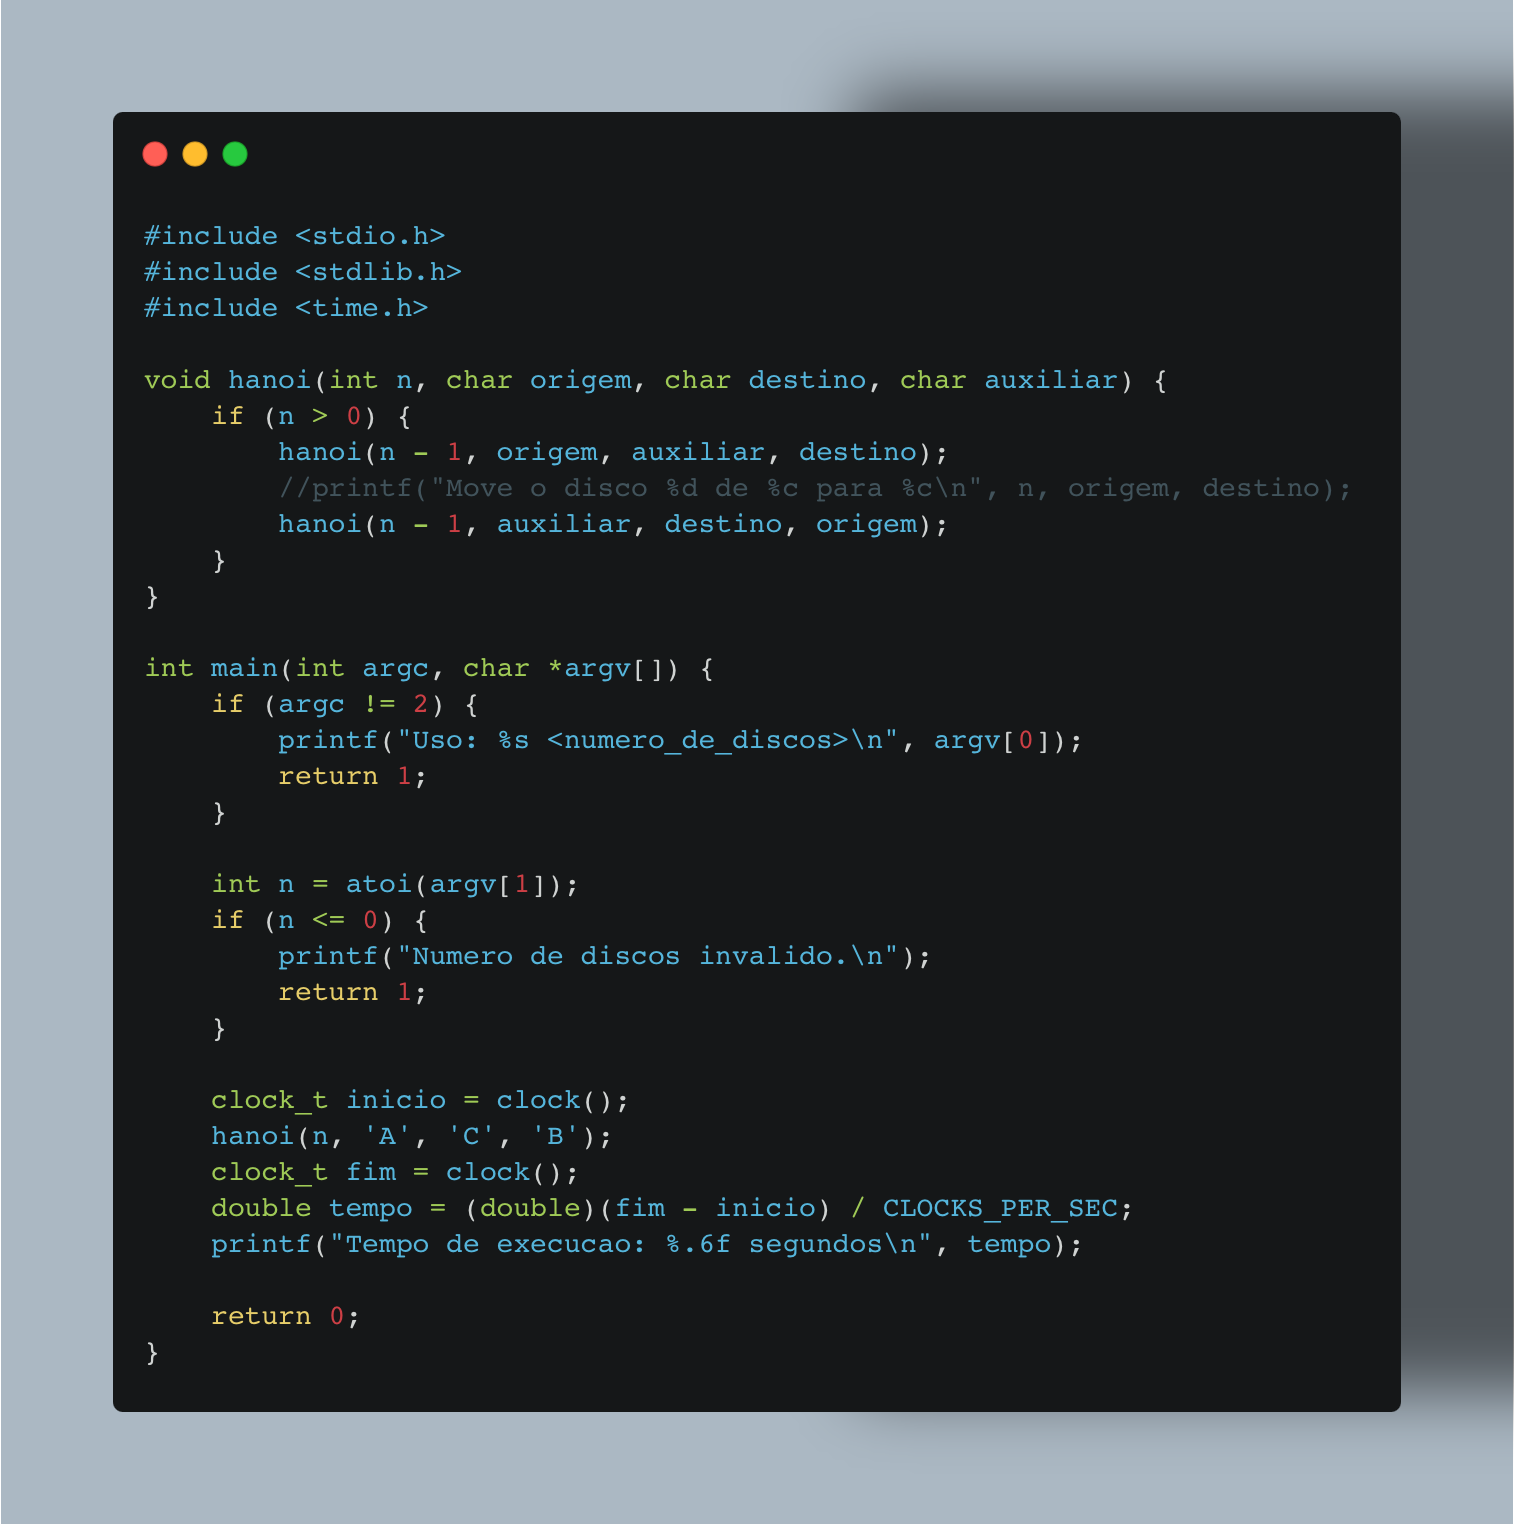 #include <stdio.h>
#include <stdlib.h>
#include <time.h>

void hanoi(int n, char origem, char destino, char auxiliar) {
    if (n > 0) {
        hanoi(n - 1, origem, auxiliar, destino);
        //printf("Move o disco %d de %c para %c\n", n, origem, destino);
        hanoi(n - 1, auxiliar, destino, origem);
    }
}

int main(int argc, char *argv[]) {
    if (argc != 2) {
        printf("Uso: %s <numero_de_discos>\n", argv[0]);
        return 1;
    }

    int n = atoi(argv[1]);
    if (n <= 0) {
        printf("Numero de discos invalido.\n");
        return 1;
    }

    clock_t inicio = clock();
    hanoi(n, 'A', 'C', 'B');
    clock_t fim = clock();
    double tempo = (double)(fim - inicio) / CLOCKS_PER_SEC;
    printf("Tempo de execucao: %.6f segundos\n", tempo);

    return 0;
}